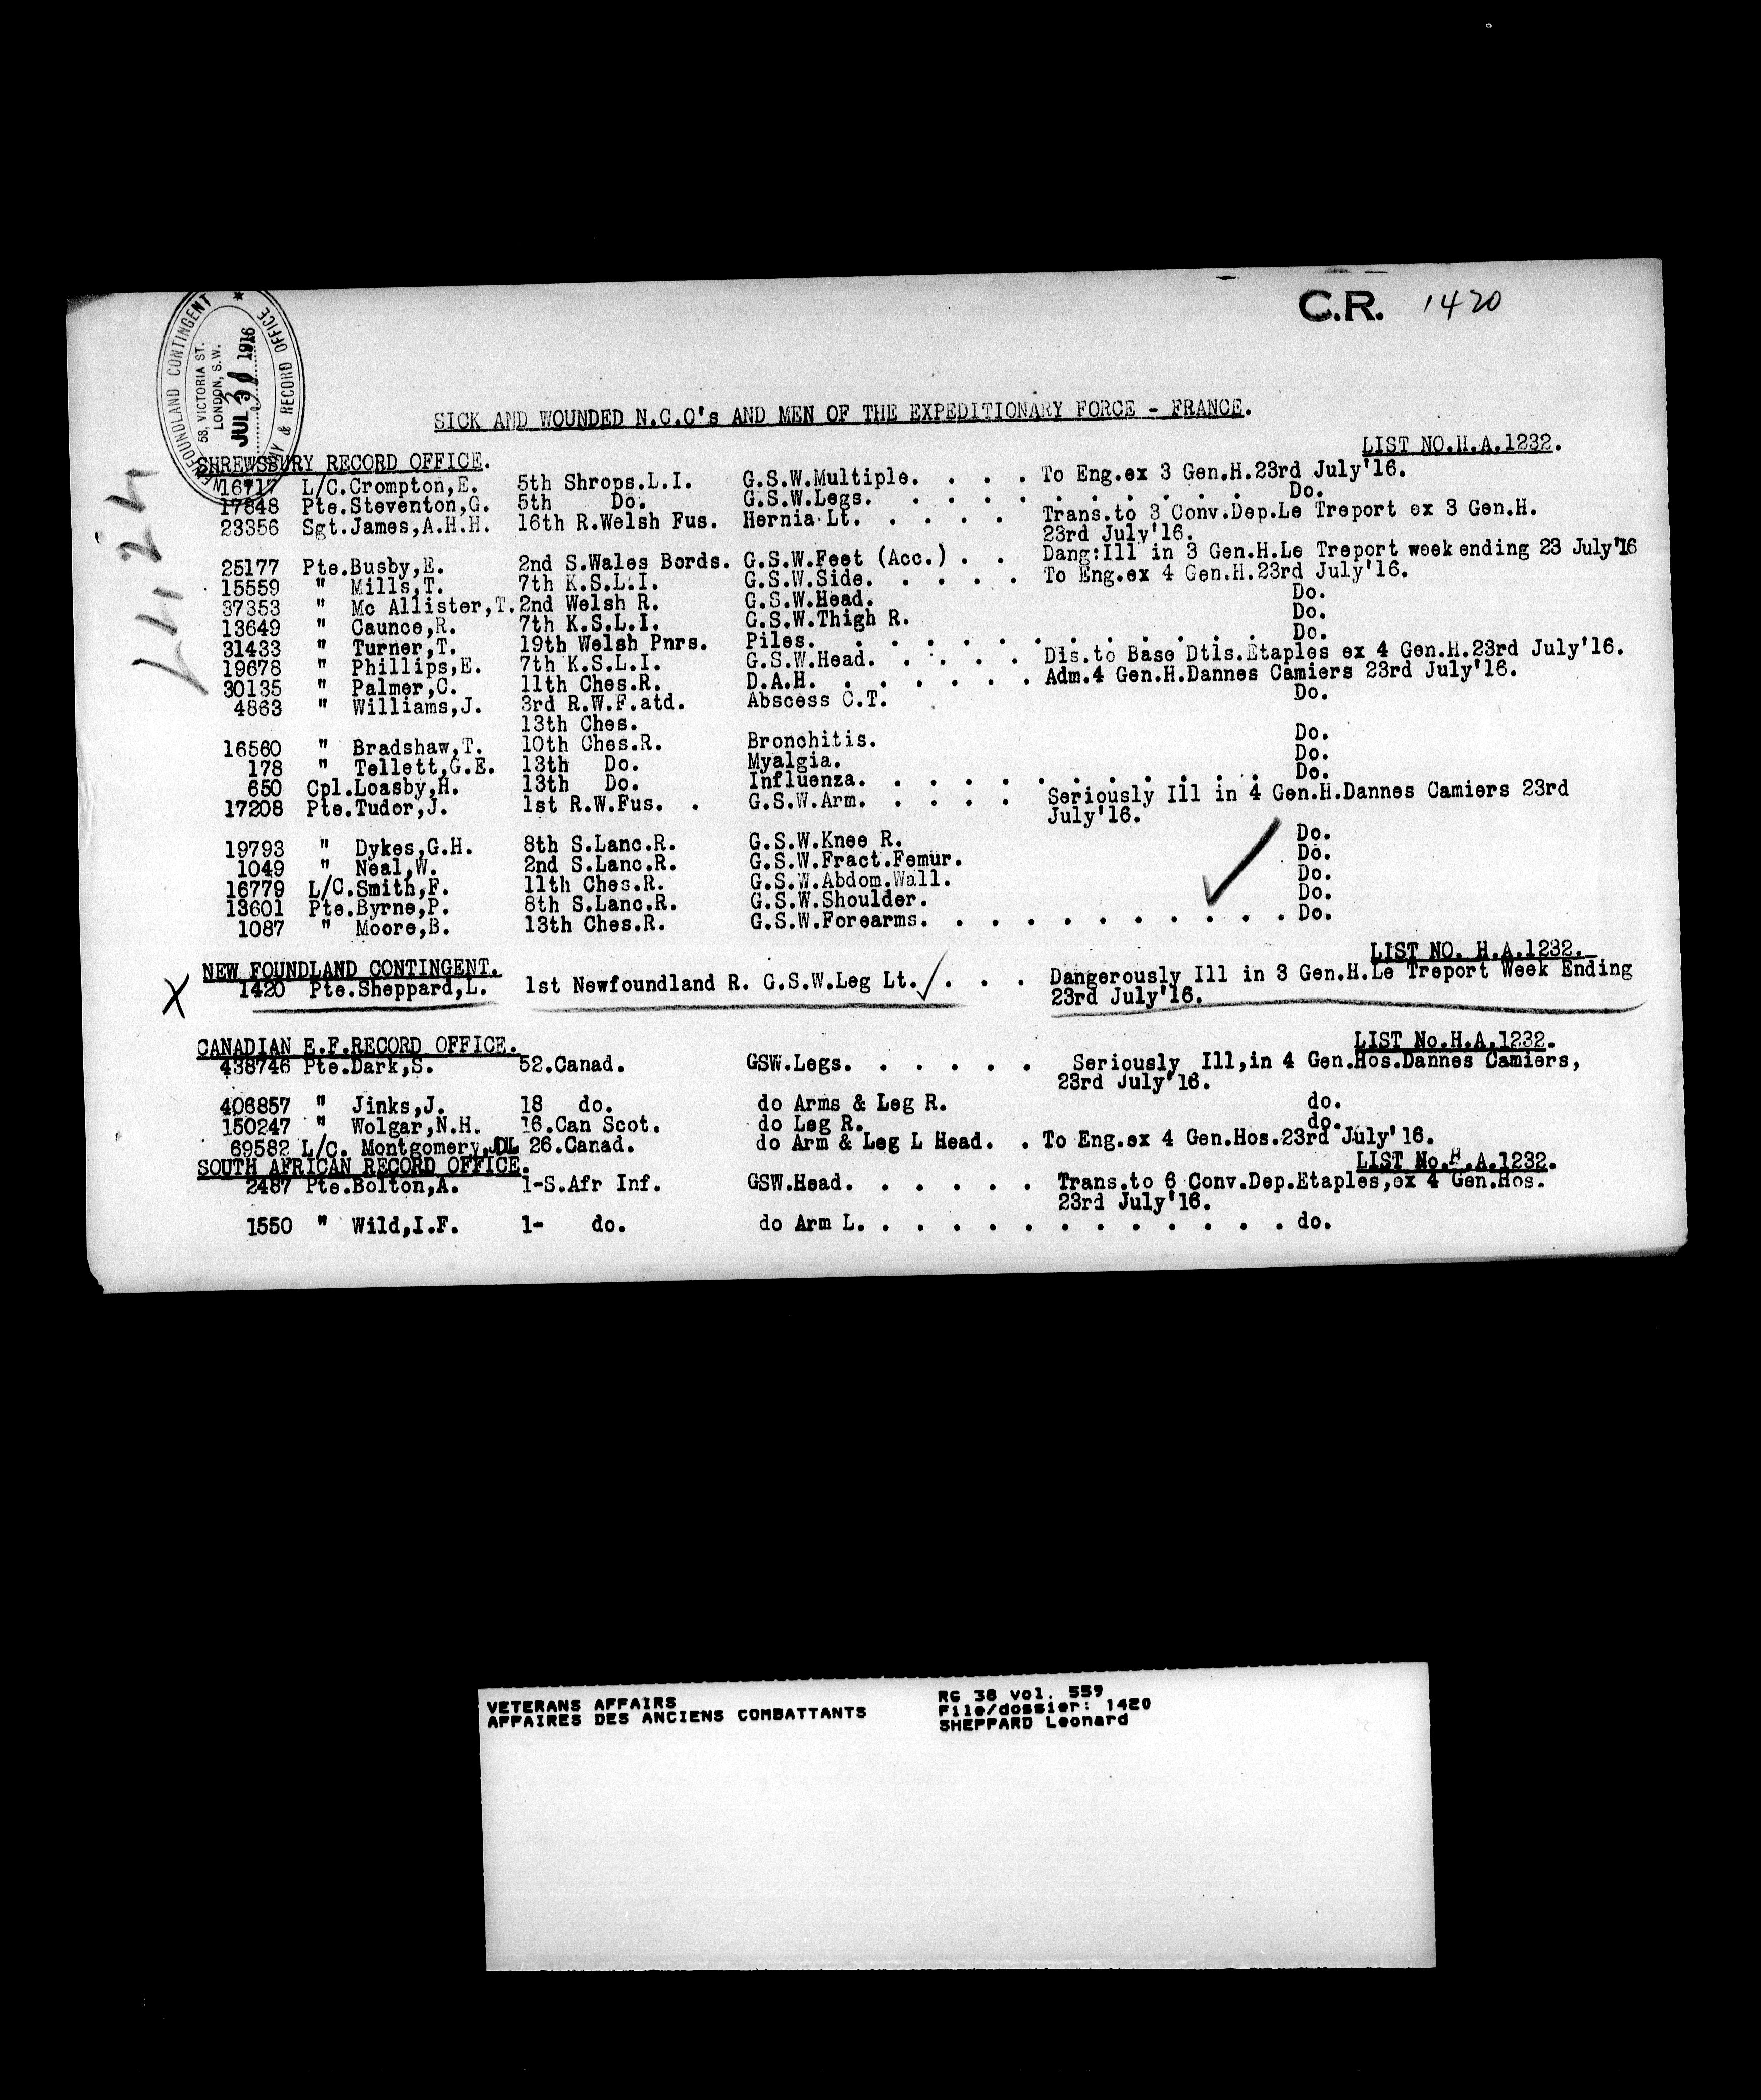 C.R. 1420
NEWFOUNDLAND CONTINGENT
& RECORD OFFICE
58, VICTORIA ST.
LONDON, S.W.
JUL 1916
SICK AND WOUNDED N.C.O's AND MEN OF THE EXPEDITIONARY FORCE - FRANCE.
LIST NO.H.A.1232.
SHREWSBURY RECORD OFFICE.
16717 L/C.Crompton,E. 5th Shrops.L.I. G.S.W.Multiple. . . . To Eng.ex 3 Gen.H.23rd July'16.
17848 Pte.Steventon,G. 5th Do. G.S.W.Legs. . . . . . . . . . . Do.
23356 Sgt.James,A.H.H. 16th R.Welsh Fus. Hernia Lt. . . . . Trans.to 3 Conv.Dep.Le Treport ex 3 Gen.H.
23rd July'16.
25177 Pte.Busby,E. 2nd S.Wales Bords. G.S.W.Feet (Acc.) . . Dang:Ill in 3 Gen.H.Le Treport week ending 23 July'16
15559 " Mills,T. 7th K.S.L.I. G.S.W.Side. . . . . To Eng.ex 4 Gen.H.23rd July'16.
37353 " Mc Allister,T. 2nd Welsh R. G.S.W.Head. Do.
13649 " Caunce,R. 7th K.S.L.I. G.S.W.Thigh R. Do.
31433 " Turner,T. 19th Welsh Pnrs. Piles. . . . . . . . . . . . . Do.
19678 " Phillips,E. 7th K.S.L.I. G.S.W.Head. . . . . Dis.to Base Dtls.Etaples ex 4 Gen.H.23rd July'16.
30135 " Palmer,C. 11th Ches.R. D.A.H. . . . . . . Adm.4 Gen.H.Dannes Camiers 23rd July'16.
4863 " Williams,J. 3rd R.W.F.atd. Abscess C.T. Do.
13th Ches.
16560 " Bradshaw,T. 10th Ches.R. Bronchitis. Do.
178 " Tellett,G.E. 13th Do. Myalgia. Do.
650 Cpl.Loasby,H. 13th Do. Influenza. . . . . . . . . . . . Do.
17208 Pte.Tudor,J. 1st R.W.Fus. . G.S.W.Arm. . . . . Seriously Ill in 4 Gen.H.Dannes Camiers 23rd
July'16.
19793 " Dykes,G.H. 8th S.Lanc.R. G.S.W.Knee R. Do.
1049 " Neal,W. 2nd S.Lanc.R. G.S.W.Fract.Femur. Do.
16779 L/C.Smith,F. 11th Ches.R. G.S.W.Abdom.Wall. Do.
13601 Pte.Byrne,P. 8th S.Lanc.R. G.S.W.Shoulder. Do.
1087 " Moore,B. 13th Ches.R. G.S.W.Forearms. . . . . . . . . . . Do.
LIST NO. H.A.1232.
NEW FOUNDLAND CONTINGENT.
X 1420 Pte.Sheppard,L. 1st Newfoundland R. G.S.W.Leg Lt. . . . Dangerously Ill in 3 Gen.H.Le Treport Week Ending
23rd July'16.
LIST No.H.A.1232.
CANADIAN E.F.RECORD OFFICE.
438746 Pte.Dark,S. 52.Canad. GSW.Legs. . . . . . Seriously Ill,in 4 Gen.Hos.Dannes Camiers,
23rd July'16.
406857 " Jinks,J. 18 do. do Arms & Leg R. do.
150247 " Wolgar,N.H. 16.Can Scot. do Leg R. do.
69582 L/C. Montgomery,JDL 26.Canad. do Arm & Leg L Head. . To Eng.ex 4 Gen.Hos.23rd July'16.
LIST No.H.A.1232.
SOUTH AFRICAN RECORD OFFICE.
2487 Pte.Bolton,A. 1-S.Afr Inf. GSW.Head. . . . . . Trans.to 6 Conv.Dep.Etaples,ex 4 Gen.Hos.
23rd July'16.
1550 " Wild,I.F. 1- do. do Arm L. . . . . . . . . . . . . do.
VETERANS AFFAIRS
AFFAIRES DES ANCIENS COMBATTANTS
RG 38 vol. 559
File/dossier: 1420
SHEPPARD Leonard